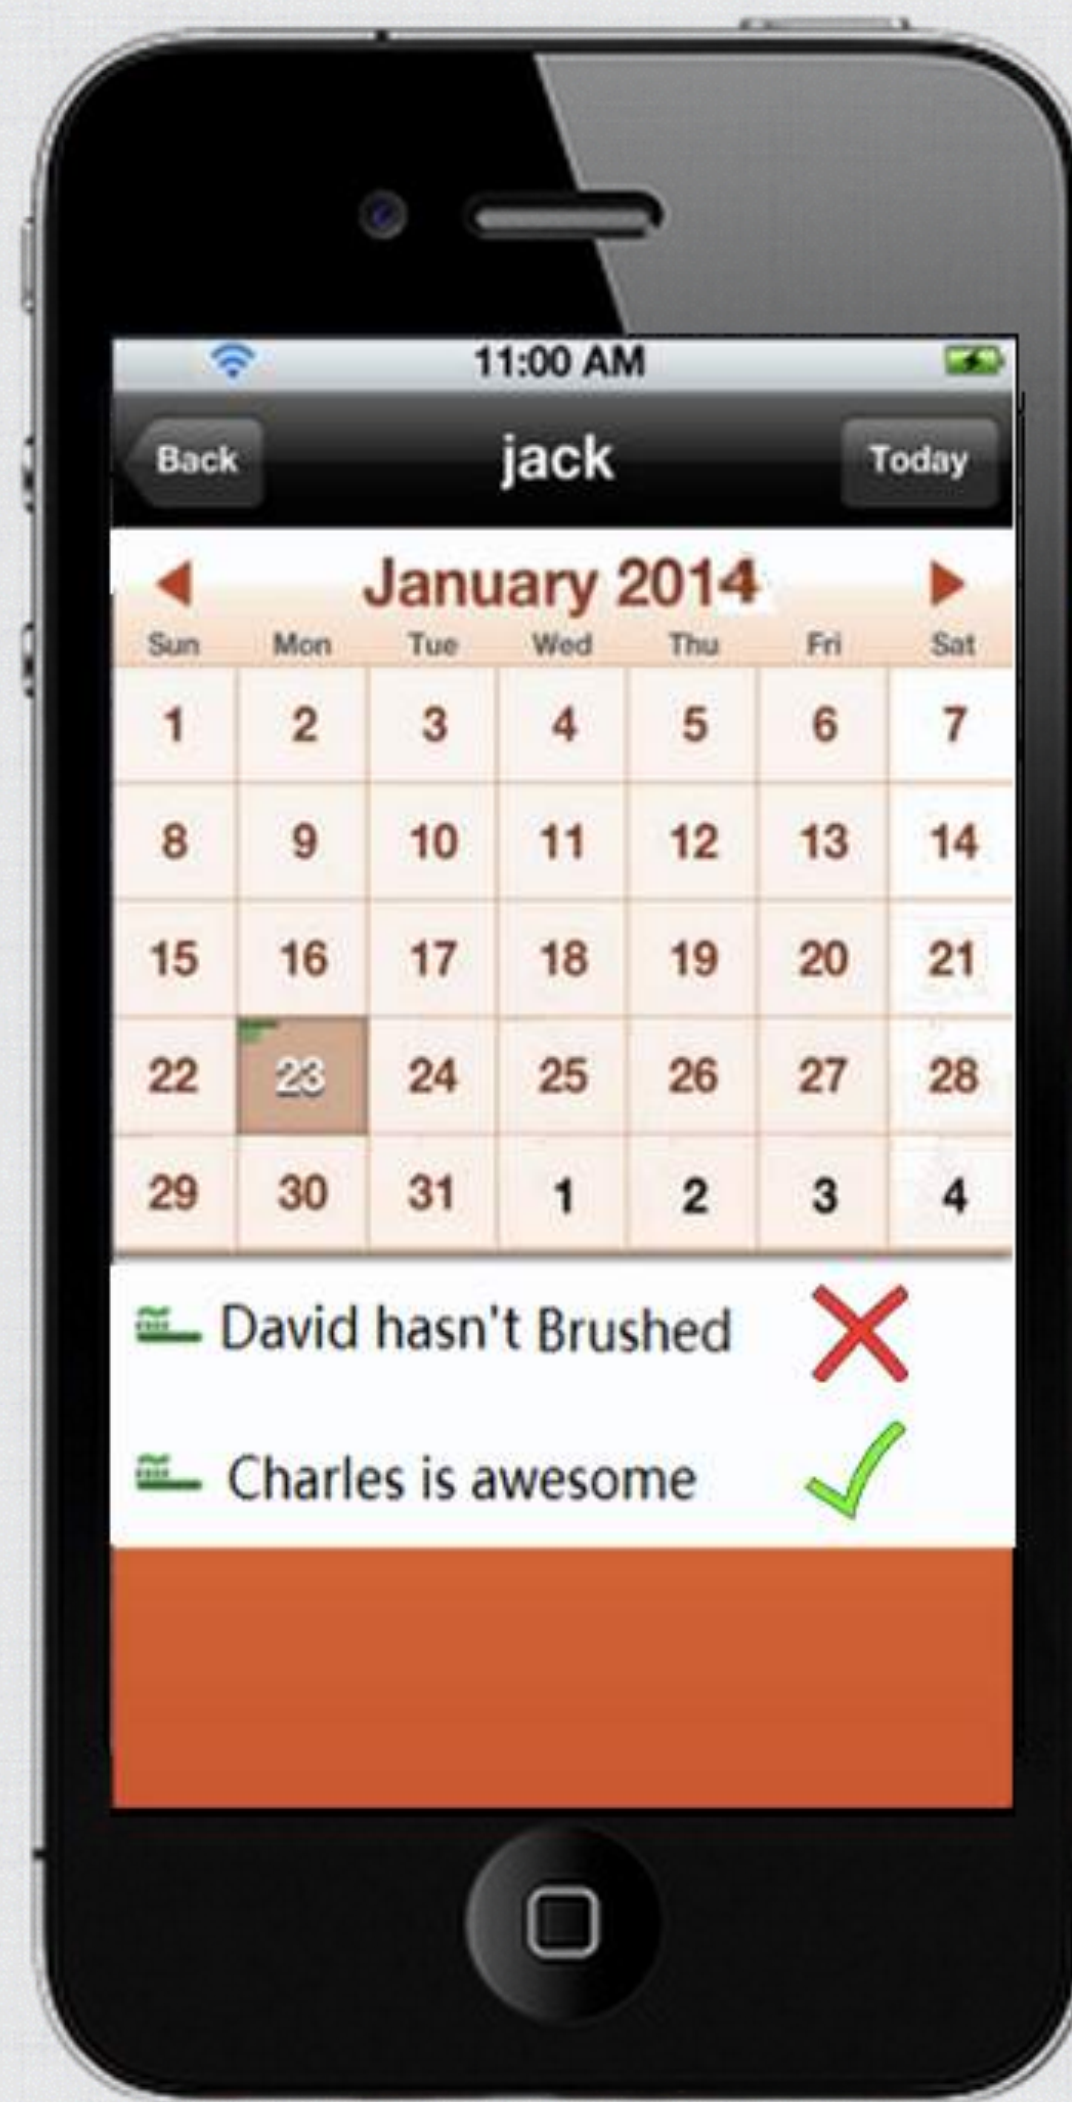 11:00 AM
Back jack Today
January 2014
Sun Mon Tue Wed Thu Fri Sat
1 2 3 4 5 6 7
8 9 10 11 12 13 14
15 16 17 18 19 20 21
22 23 24 25 26 27 28
29 30 31 1 2 3 4
David hasn't Brushed
Charles is awesome